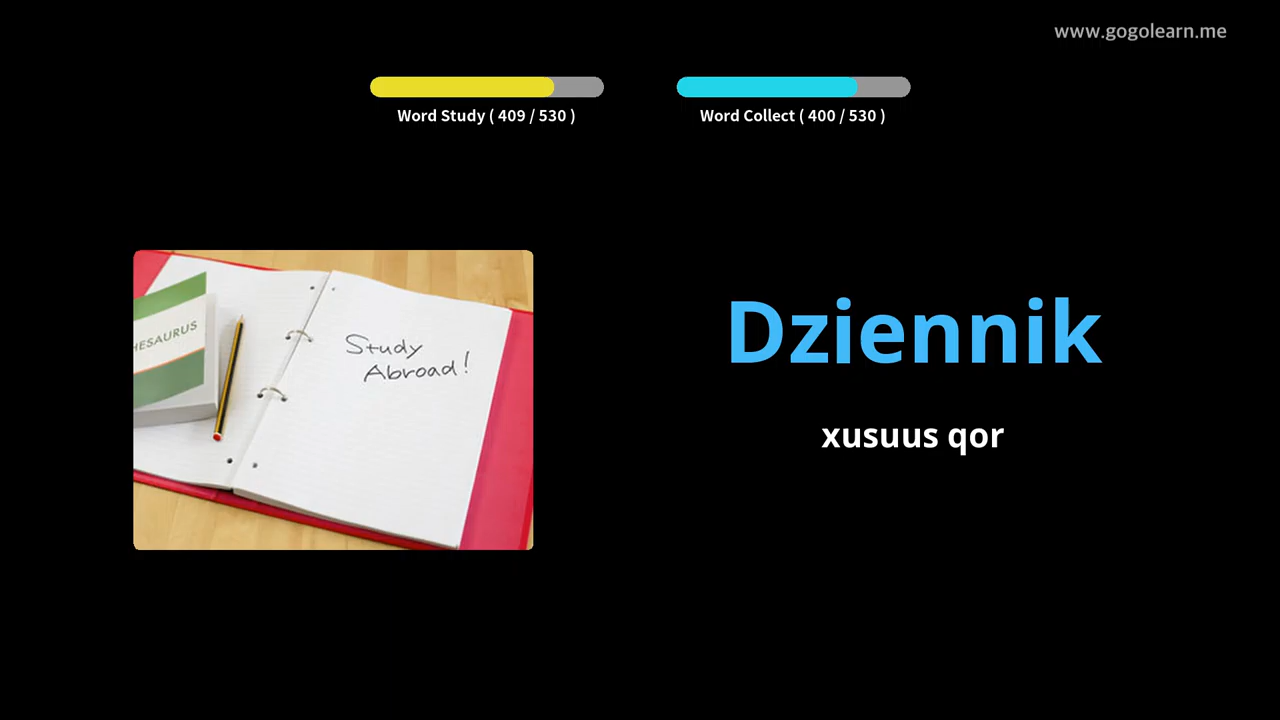 www.gogolearn.me
Word Study ( 409 / 530 )
Word Collect ( 400 / 530 )
HESAURUS
Study
Abroad!
Dziennik
xusuus qor